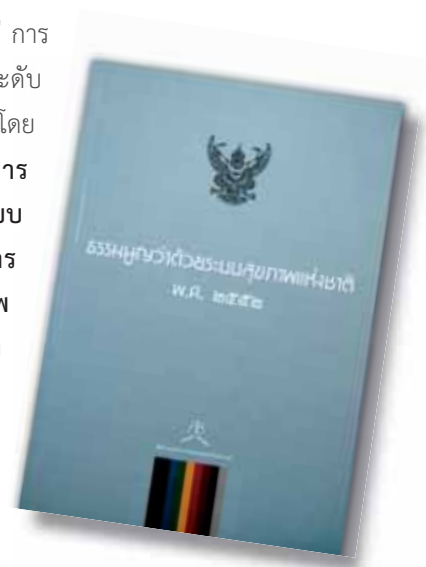 การ
ะดับ
โดย
าร
บบ
าร
พ
ธรรมนูญว่าด้วยระบบสุขภาพแห่งชาติ
พ.ศ. ๒๕๕๒